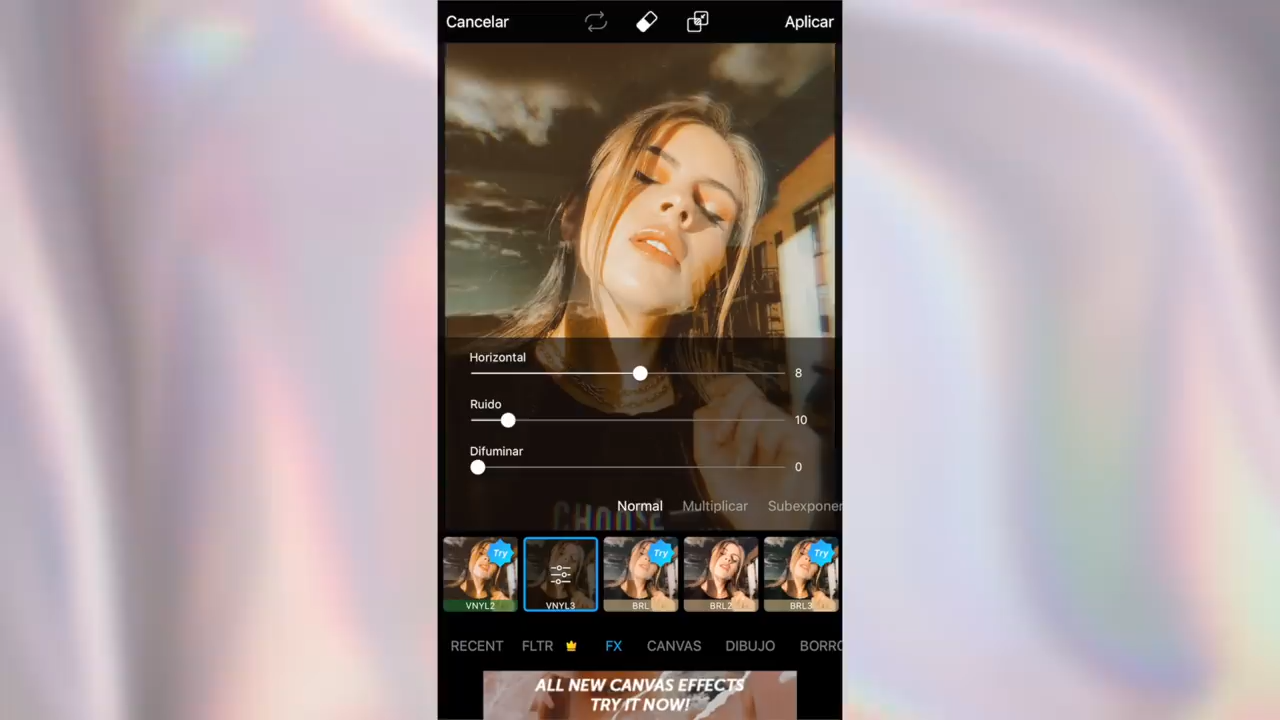 Cancelar
Aplicar
Horizontal
8
Ruido
10
Difuminar
0
CHOOSE
Normal Multiplicar Subexponer
Try Try Try
VNYL2 VNYL3 BRL BRL2 BRL3
RECENT FLTR FX CANVAS DIBUJO BORRO
ALL NEW CANVAS EFFECTS
TRY IT NOW!